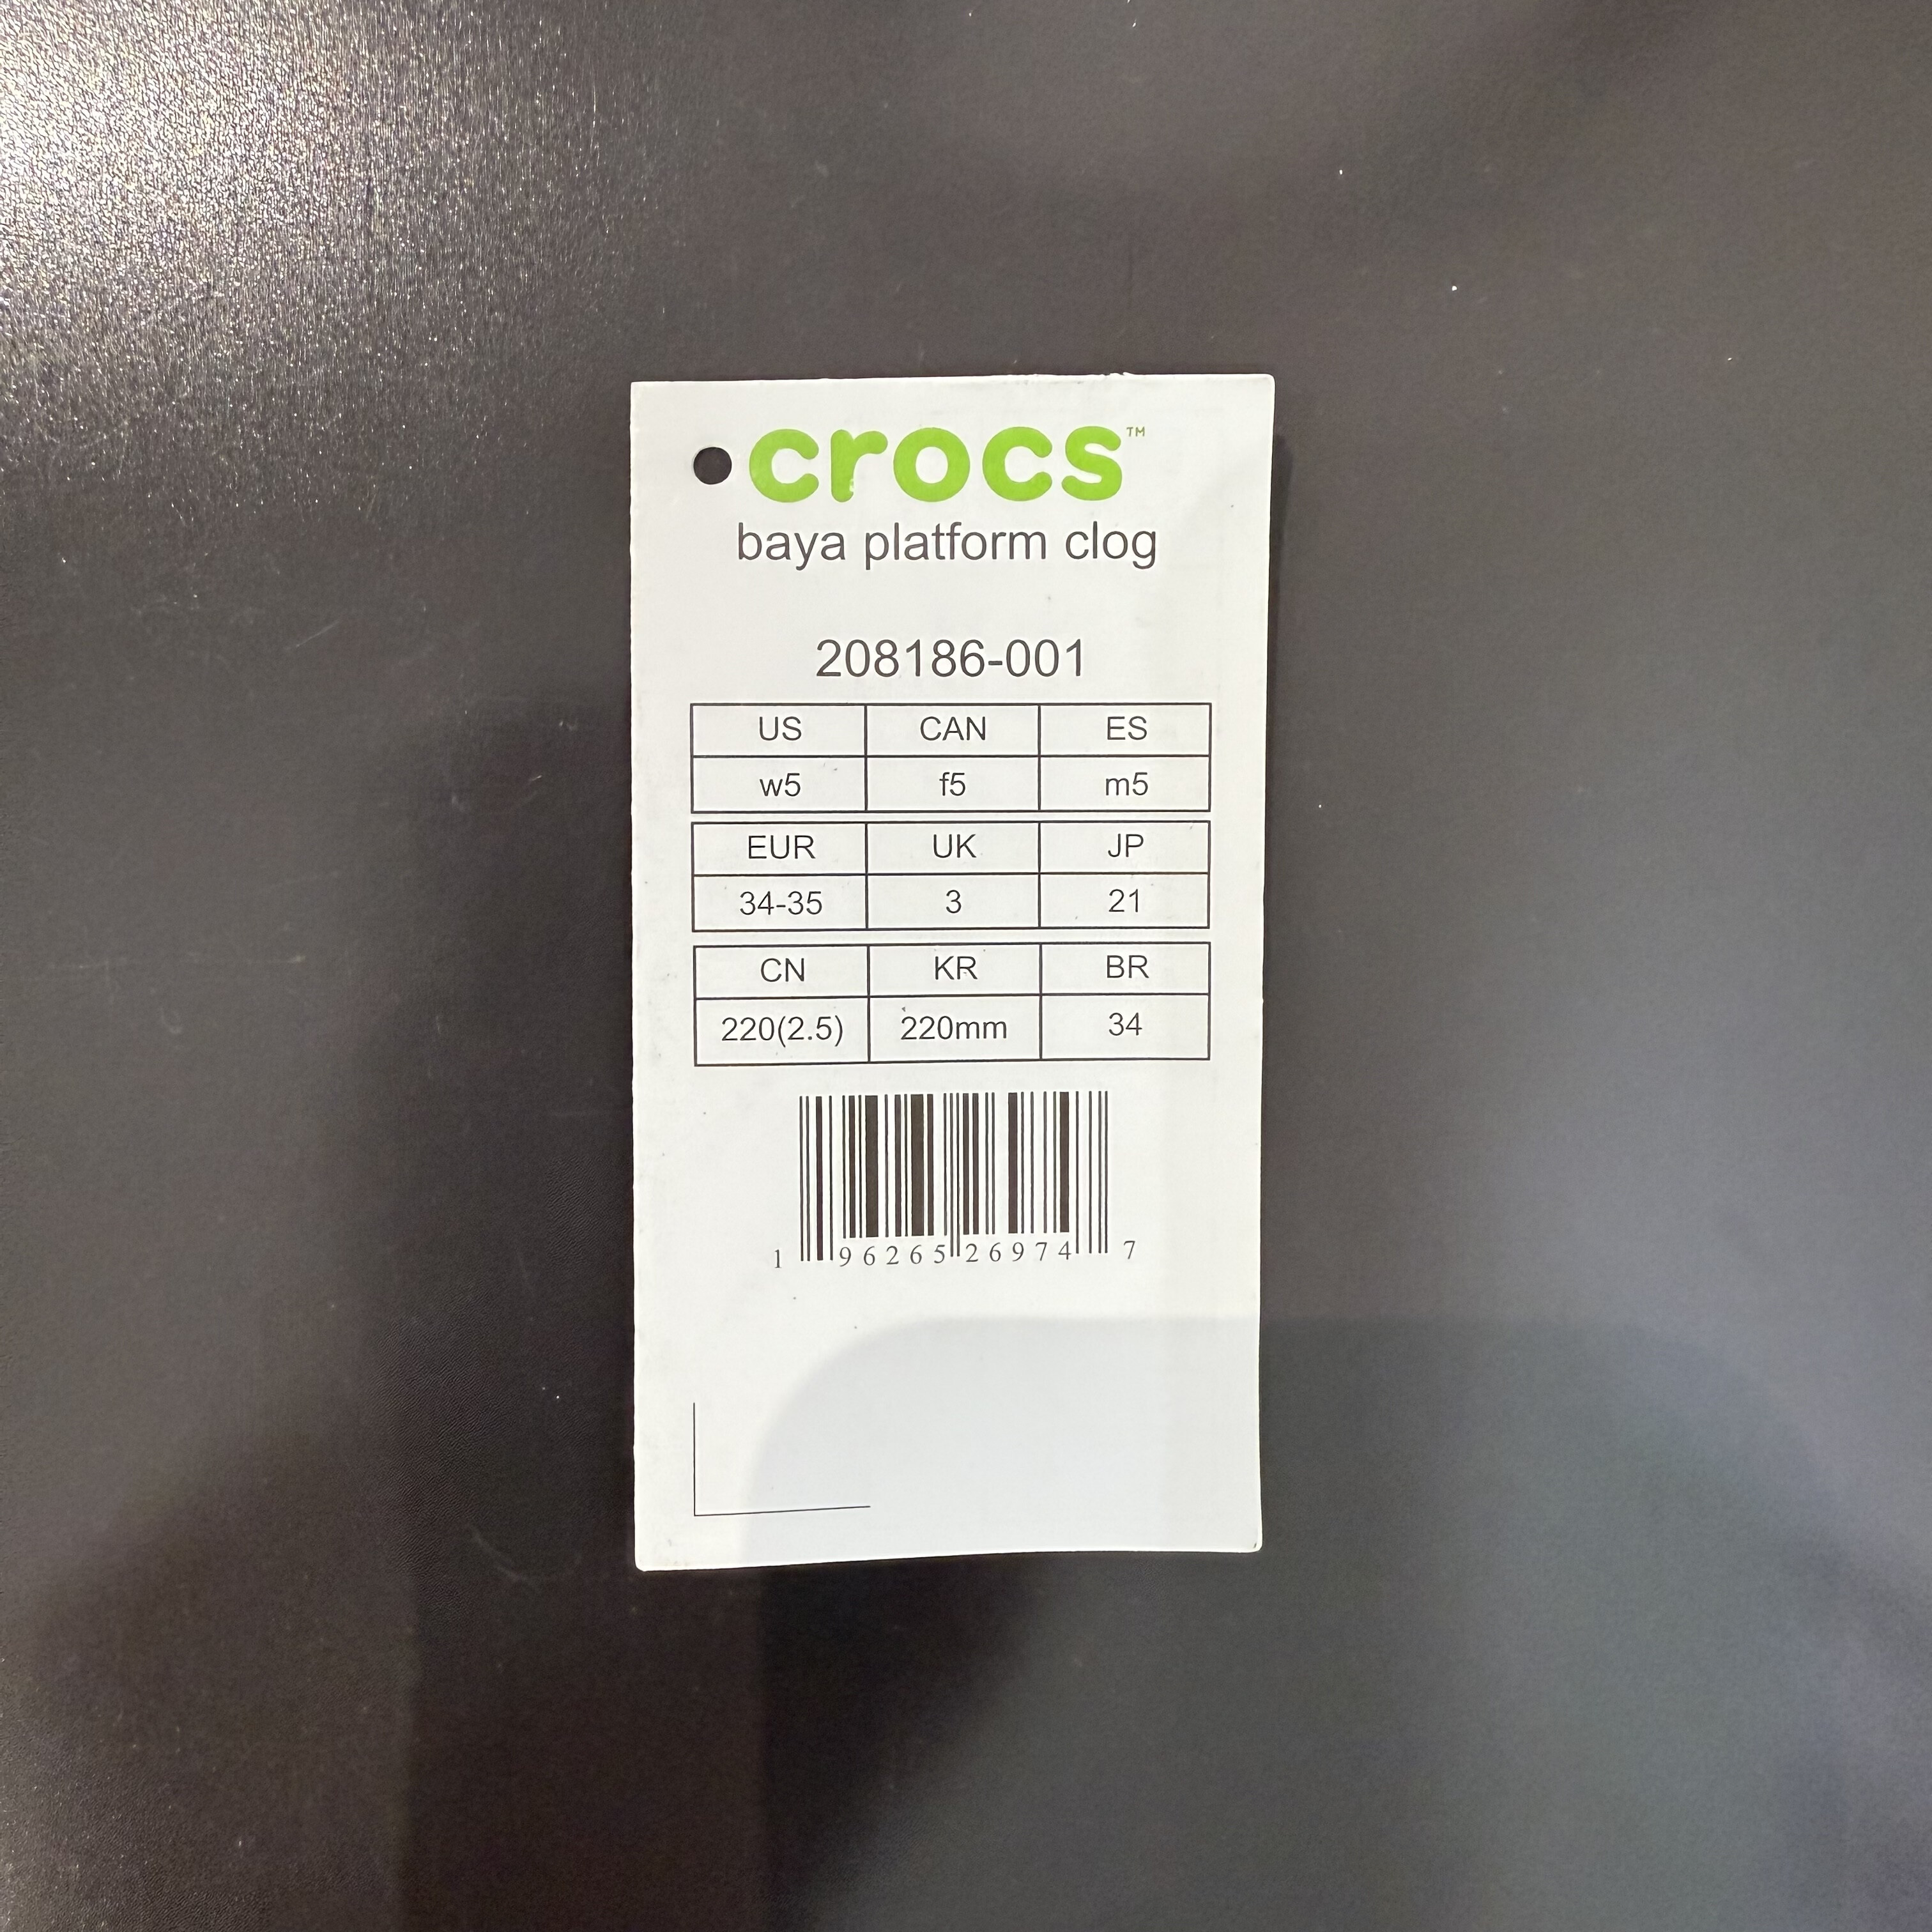 crocs™
baya platform clog
208186-001
US CAN ES
w5 f5 m5
EUR UK JP
34-35 3 21
CN KR BR
220(2.5) 220mm 34
1 96265 26974 7